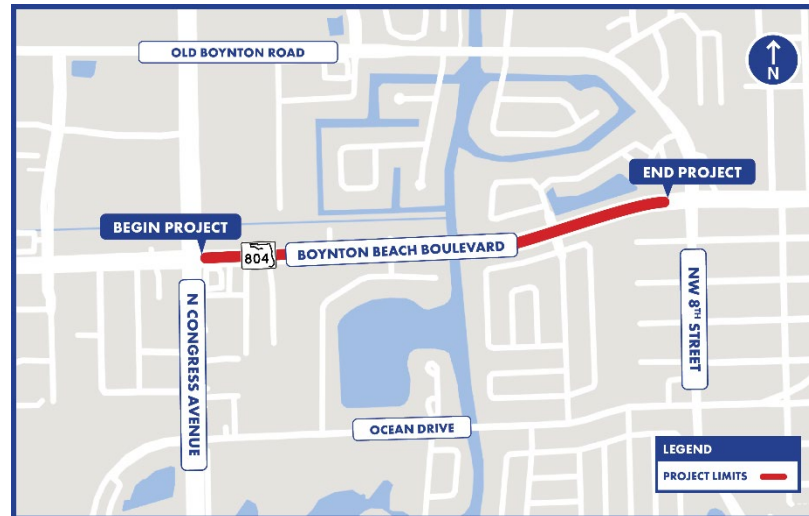 OLD BOYNTON ROAD
N
END PROJECT
BEGIN PROJECT
804
BOYNTON BEACH BOULEVARD
N CONGRESS AVENUE
NW 8TH STREET
OCEAN DRIVE
LEGEND
PROJECT LIMITS